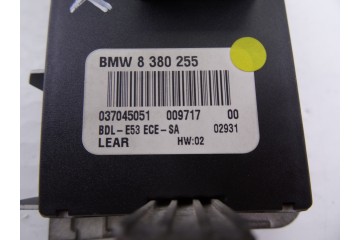 BMW 8 380 255
037045051 009717 00
BDL-E53 ECE-SA 02931
LEAR HW:02